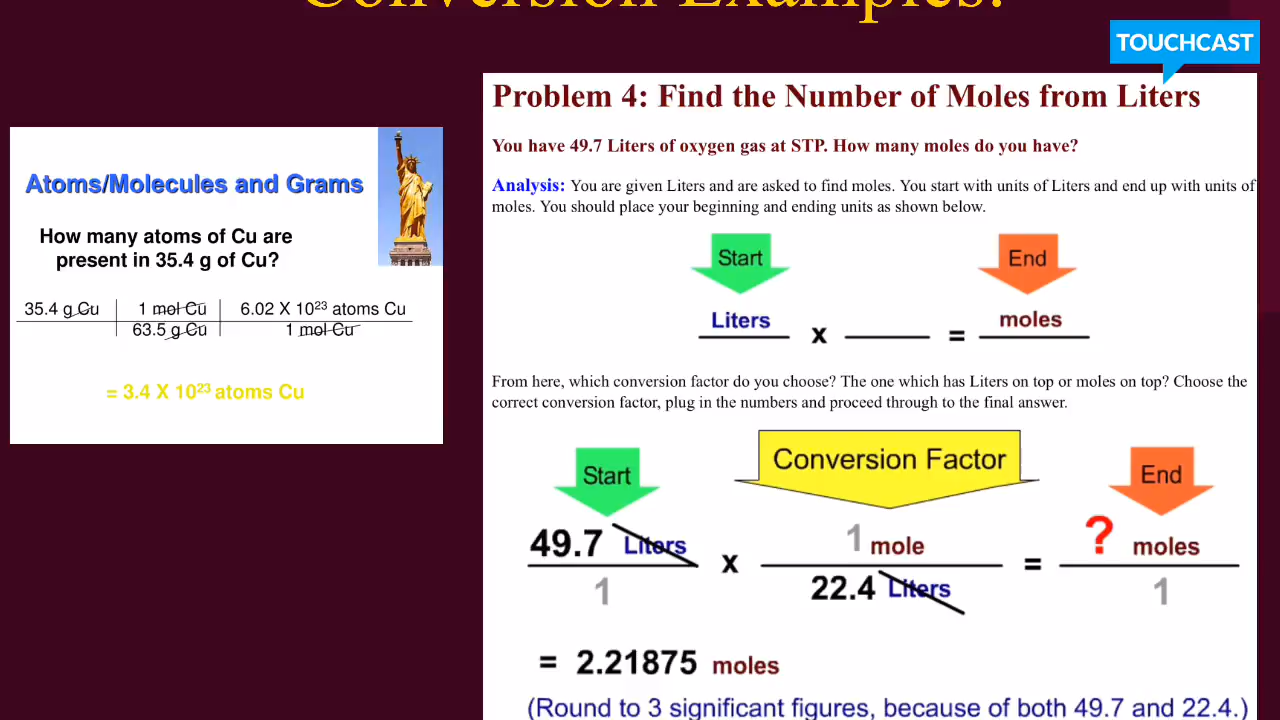 Conversion Examples:
TOUCHCAST
Atoms/Molecules and Grams
How many atoms of Cu are
present in 35.4 g of Cu?
35.4 g Cu 1 mol Cu 6.02 X 10²³ atoms Cu
63.5 g Cu 1 mol Cu
= 3.4 X 10²³ atoms Cu
Problem 4: Find the Number of Moles from Liters
You have 49.7 Liters of oxygen gas at STP. How many moles do you have?
Analysis: You are given Liters and are asked to find moles. You start with units of Liters and end up with units of
moles. You should place your beginning and ending units as shown below.
Start End
Liters x = moles
From here, which conversion factor do you choose? The one which has Liters on top or moles on top? Choose the
correct conversion factor, plug in the numbers and proceed through to the final answer.
Start Conversion Factor End
49.7 Liters x 1 mole = ? moles
1 22.4 Liters 1
= 2.21875 moles
(Round to 3 significant figures, because of both 49.7 and 22.4.)